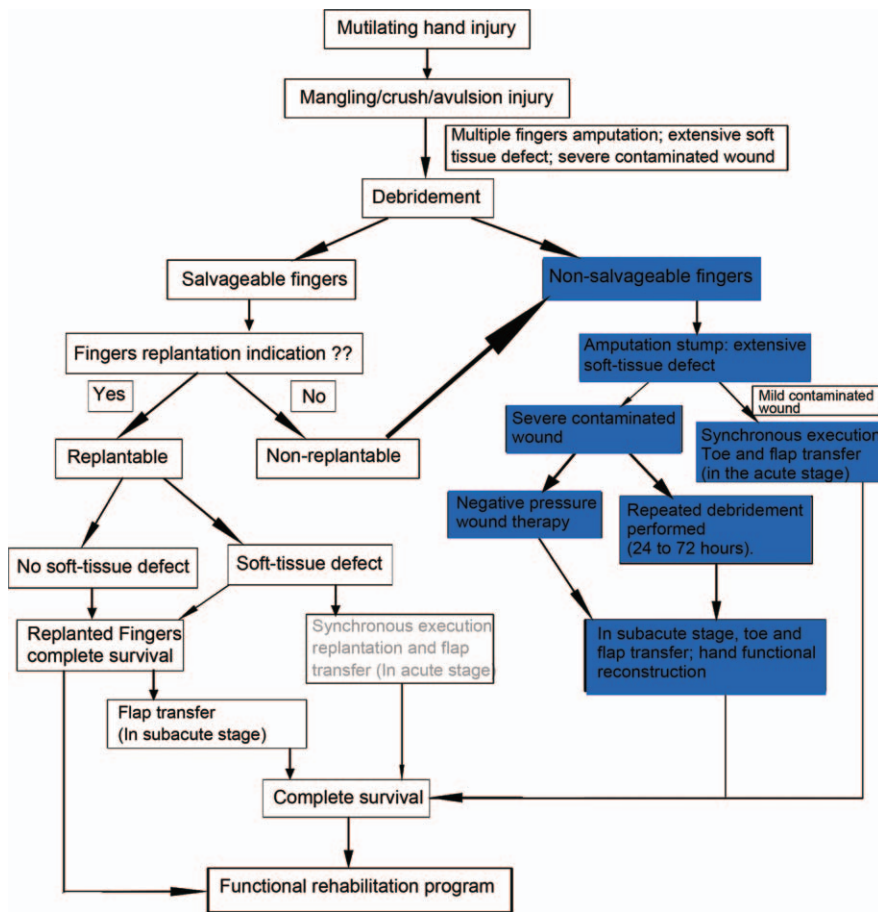 Mutilating hand injury
Mangling/crush/avulsion injury
Multiple fingers amputation; extensive soft
tissue defect; severe contaminated wound
Debridement
Salvageable fingers
Non-salvageable fingers
Fingers replantation indication ??
Amputation stump: extensive
soft-tissue defect
Yes
No
Mild contaminated
wound
Severe contaminated
wound
Synchronous execution
Toe and flap transfer
(in the acute stage)
Replantable
Non-replantable
Negative pressure
wound therapy
Repeated debridement
performed
(24 to 72 hours).
No soft-tissue defect
Soft-tissue defect
Replanted Fingers
complete survival
Synchronous execution
replantation and flap
transfer (In acute stage)
In subacute stage, toe and
flap transfer; hand functional
reconstruction
Flap transfer
(In subacute stage)
Complete survival
Functional rehabilitation program